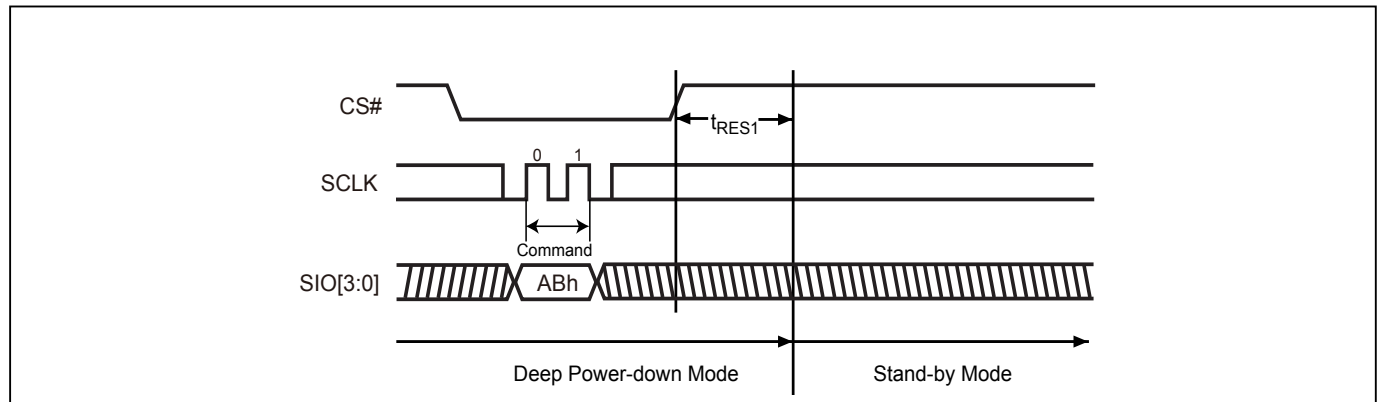 CS#
tRES1
0 1
SCLK
Command
SIO[3:0]
ABh
Deep Power-down Mode
Stand-by Mode